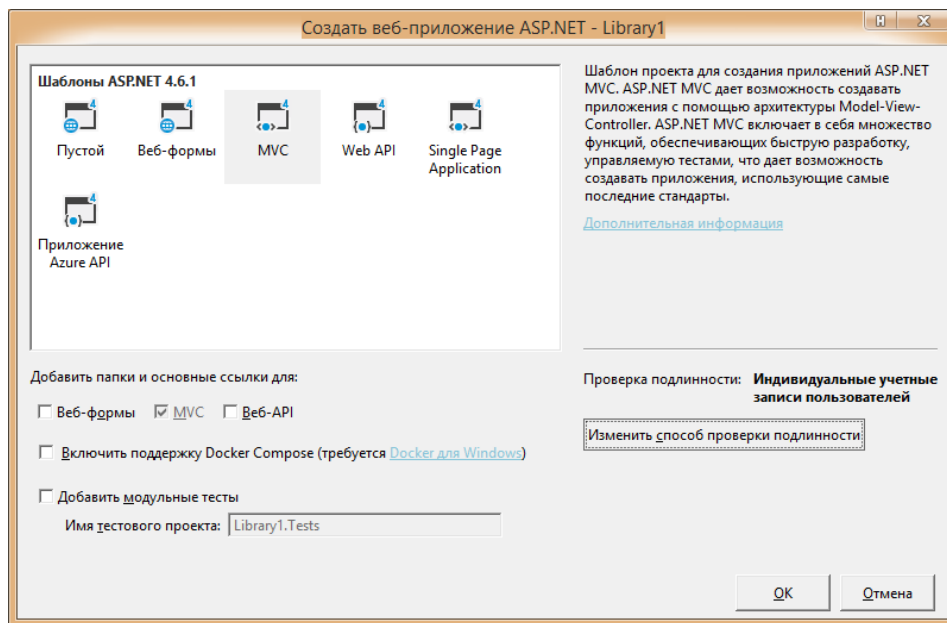 Создать веб-приложение ASP.NET - Library1
Шаблоны ASP.NET 4.6.1
Пустой
Веб-формы
MVC
Web API
Single Page
Application
Приложение
Azure API
Шаблон проекта для создания приложений ASP.NET
MVC. ASP.NET MVC дает возможность создавать
приложения с помощью архитектуры Model-View-
Controller. ASP.NET MVC включает в себя множество
функций, обеспечивающих быструю разработку,
управляемую тестами, что дает возможность
создавать приложения, использующие самые
последние стандарты.
Дополнительная информация
Добавить папки и основные ссылки для:
Веб-формы MVC Веб-API
Включить поддержку Docker Compose (требуется Docker для Windows)
Добавить модульные тесты
Имя тестового проекта: Library1.Tests
Проверка подлинности: Индивидуальные учетные
записи пользователей
Изменить способ проверки подлинности
ОК
Отмена